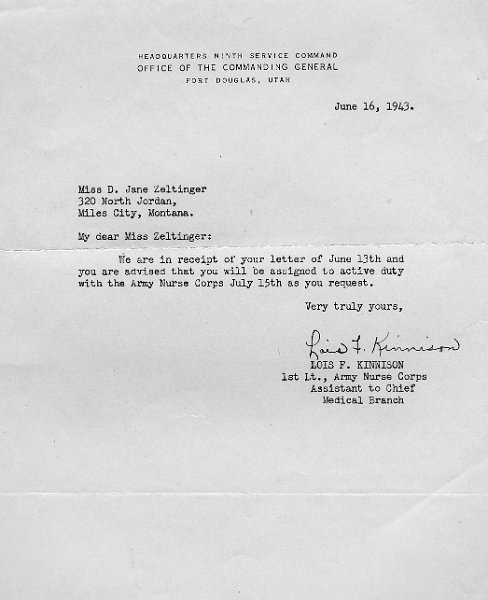 HEADQUARTERS NINTH SERVICE COMMAND
OFFICE OF THE COMMANDING GENERAL
FORT DOUGLAS, UTAH
June 16, 1943.
Miss D. Jane Zeltinger
320 North Jordan,
Miles City, Montana.
My dear Miss Zeltinger:
We are in receipt of your letter of June 13th and
you are advised that you will be assigned to active duty
with the Army Nurse Corps July 15th as you request.
Very truly yours,
Lois F. Kinnison
LOIS F. KINNISON
1st Lt., Army Nurse Corps
Assistant to Chief
Medical Branch